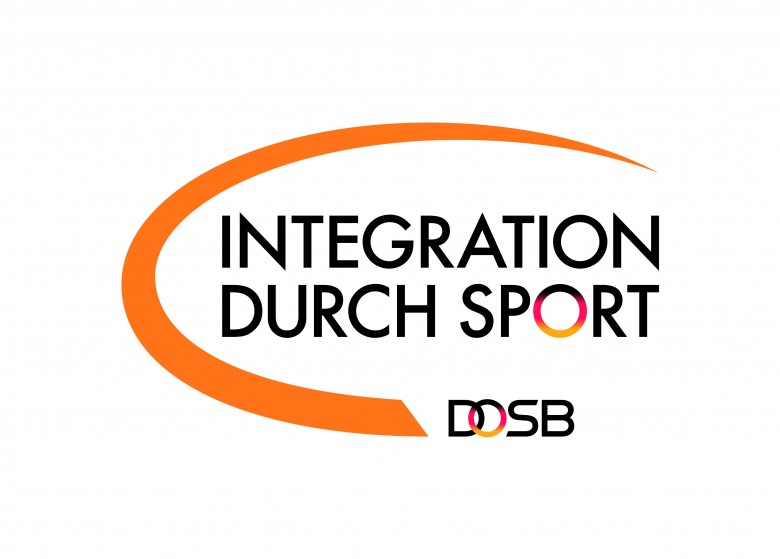 INTEGRATION
DURCH SPORT
DOSB